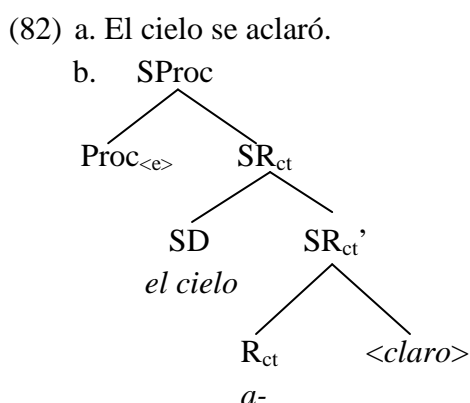 (82) a. El cielo se aclaró.
b. SProc
Proc<e> SRct
SD SRct’
el cielo
Rct <claro>
a-